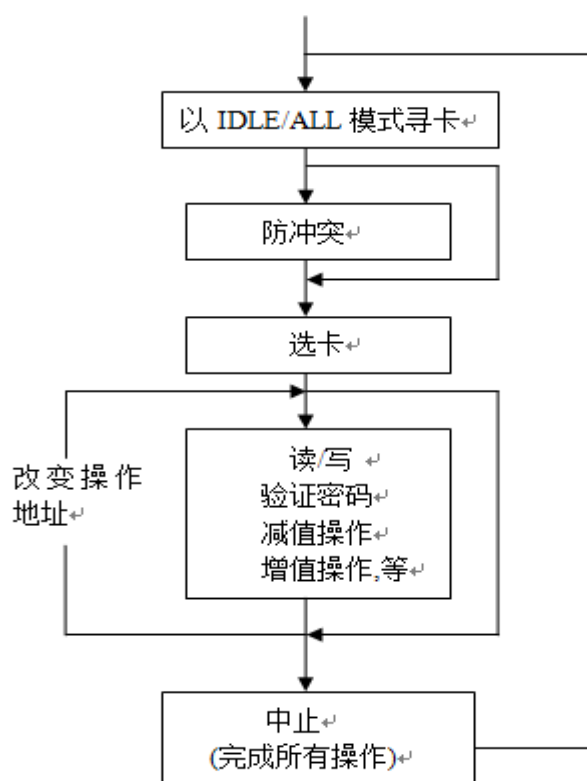 以 IDLE/ALL 模式寻卡↵
防冲突↵
选卡↵
改变操作
地址↵
读/写 ↵
验证密码↵
减值操作↵
增值操作,等↵
中止↵
(完成所有操作)↵